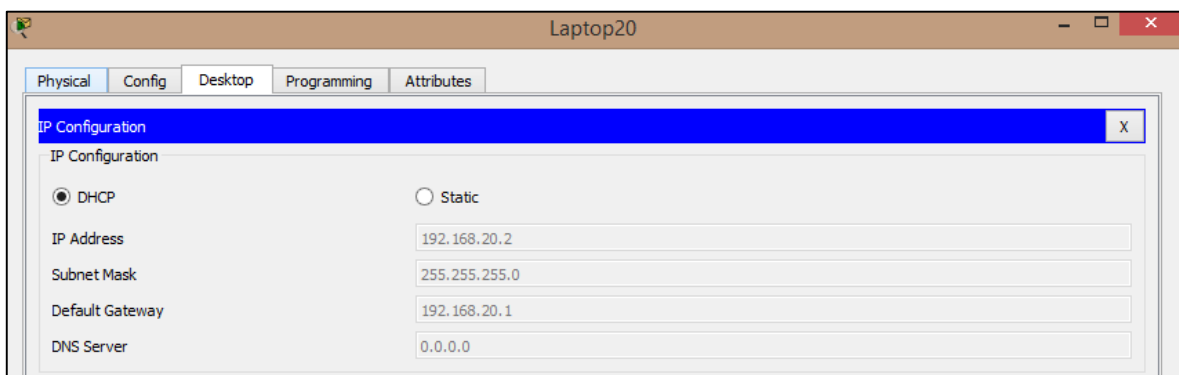 Laptop20
Physical Config Desktop Programming Attributes
IP Configuration X
IP Configuration
DHCP Static
IP Address 192.168.20.2
Subnet Mask 255.255.255.0
Default Gateway 192.168.20.1
DNS Server 0.0.0.0